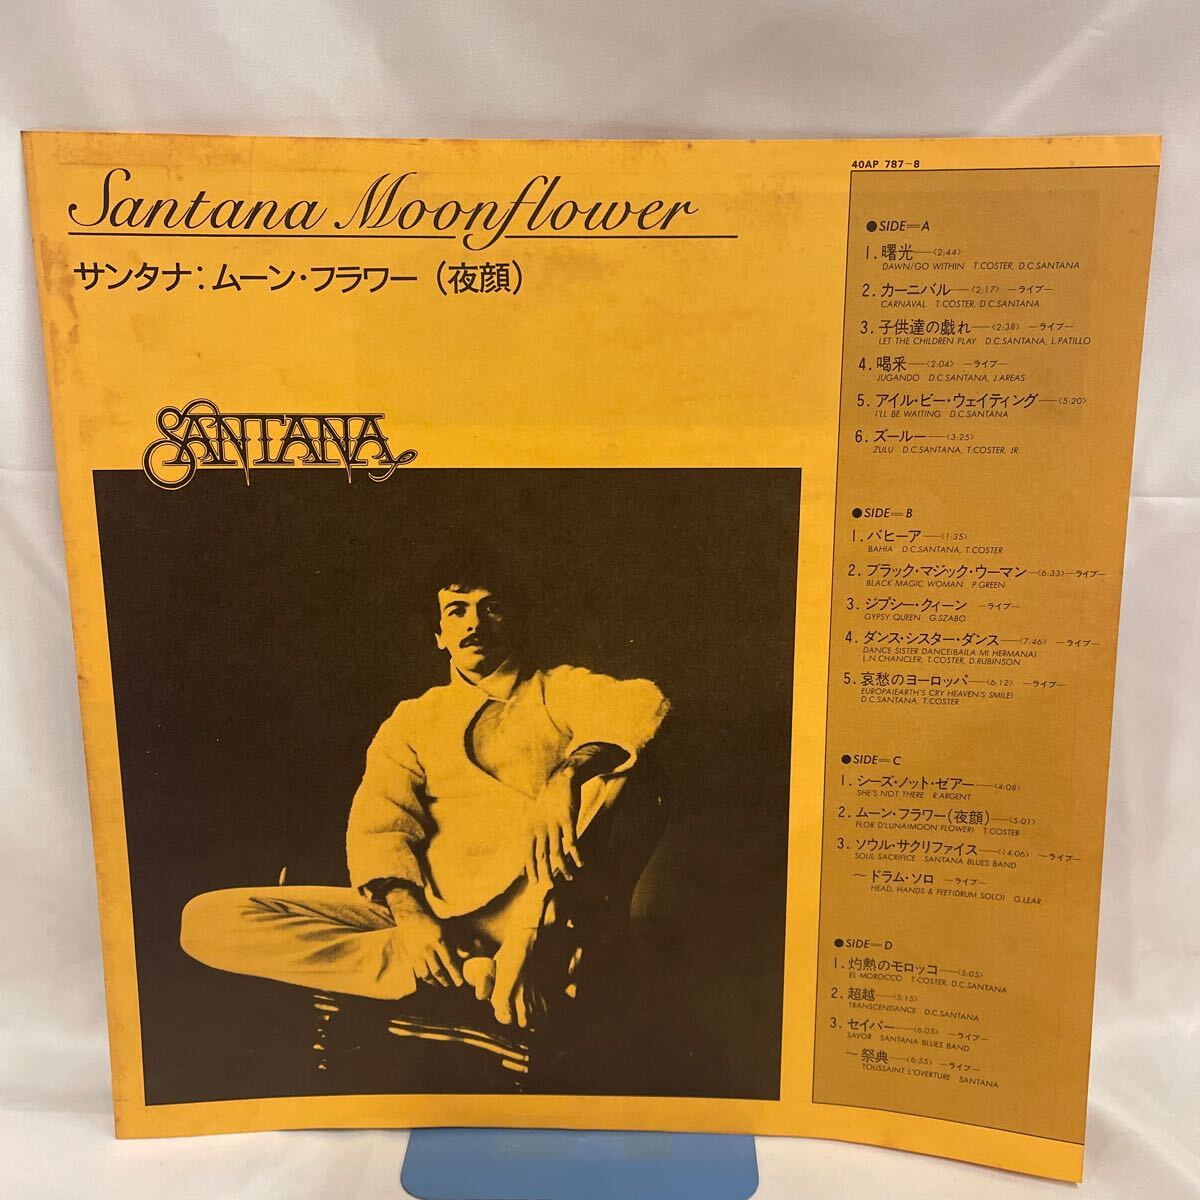 Santana Moonflower
サンタナ：ムーン・フラワー（夜顔）
SANTANA
40AP 787~8
●SIDE=A
1. 曙光—〈2:44〉
DAWN/GO WITHIN T.COSTER, D.C.SANTANA
2. カーニバル—〈2:17〉 —ライブ—
CARNAVAL T.COSTER, D.C.SANTANA
3. 子供達の戯れ—〈2:38〉 —ライブ—
LET THE CHILDREN PLAY D.C.SANTANA, L.PATILLO
4. 喝采—〈2:04〉 —ライブ—
JUGANDO D.C.SANTANA, J.AREAS
5. アイル・ビー・ウェイティング—〈5:20〉
I'LL BE WAITING D.C.SANTANA
6. ズールー—〈3:25〉
ZULU D.C.SANTANA, T.COSTER, JR.
●SIDE=B
1. バヒーア—〈1:35〉
BAHIA D.C.SANTANA, T.COSTER
2. ブラック・マジック・ウーマン—〈6:33〉—ライブ—
BLACK MAGIC WOMAN P.GREEN
3. ジプシー・クィーン —ライブ—
GYPSY QUEEN G.SZABO
4. ダンス・シスター・ダンス—〈7:46〉 —ライブ—
DANCE SISTER DANCE(BAILA MI HERMANA)
L.N CHANCLER, T.COSTER, D.RUBINSON
5. 哀愁のヨーロッパ—〈6:12〉 —ライブ—
EUROPA(EARTH'S CRY HEAVEN'S SMILE)
D.C.SANTANA, T.COSTER
●SIDE=C
1. シーズ・ノット・ゼアー—〈4:08〉
SHE'S NOT THERE R.ARGENT
2. ムーン・フラワー（夜顔）—〈5:01〉
FLOR D'LUNA(MOON FLOWER) T.COSTER
3. ソウル・サクリファイス—〈14:06〉 —ライブ—
SOUL SACRIFICE SANTANA BLUES BAND
～ドラム・ソロ —ライブ—
HEAD, HANDS & FEET(DRUM SOLO) G.LEAR
●SIDE=D
1. 灼熱のモロッコ—〈5:05〉
EL MOROCCO T.COSTER, D.C.SANTANA
2. 超越—〈5:15〉
TRANSCENDANCE D.C.SANTANA
3. セイバー—〈6:05〉 —ライブ—
SAVOR SANTANA BLUES BAND
～祭典—〈6:55〉—ライブ—
TOUSSAINT L'OVERTURE SANTANA